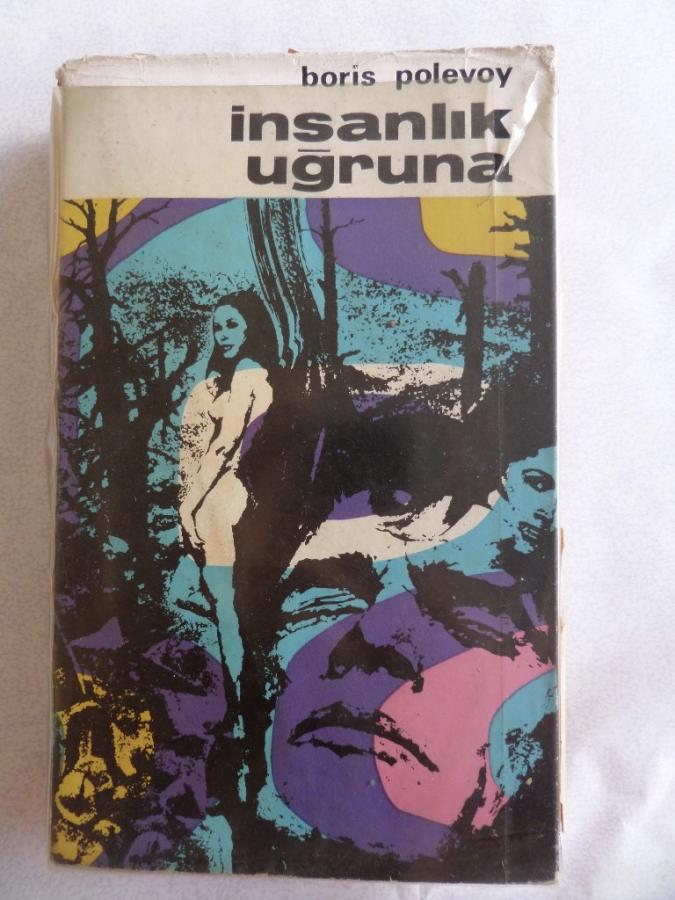 boris polevoy
insanlık
uğruna